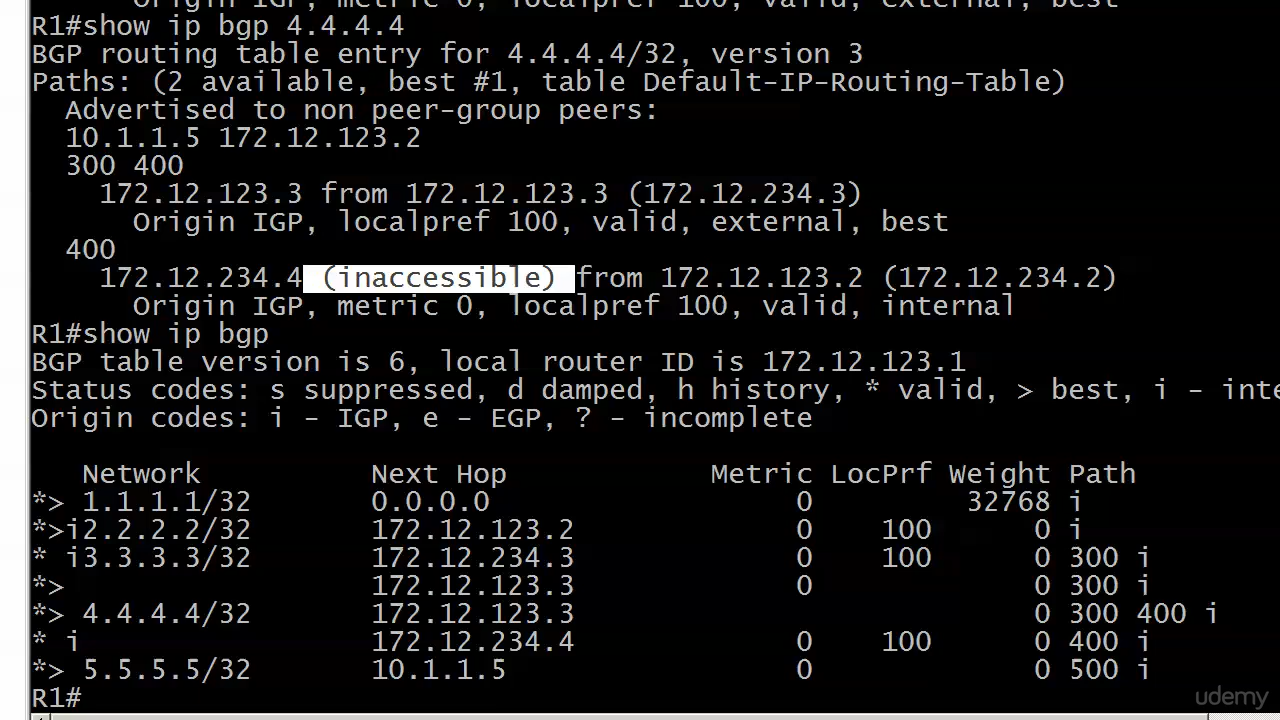 Origin IGP, metric 0, localpref 100, valid, external, best
R1#show ip bgp 4.4.4.4
BGP routing table entry for 4.4.4.4/32, version 3
Paths: (2 available, best #1, table Default-IP-Routing-Table)
  Advertised to non peer-group peers:
  10.1.1.5 172.12.123.2
  300 400
    172.12.123.3 from 172.12.123.3 (172.12.234.3)
      Origin IGP, localpref 100, valid, external, best
  400
    172.12.234.4 (inaccessible) from 172.12.123.2 (172.12.234.2)
      Origin IGP, metric 0, localpref 100, valid, internal
R1#show ip bgp
BGP table version is 6, local router ID is 172.12.123.1
Status codes: s suppressed, d damped, h history, * valid, > best, i - inte
Origin codes: i - IGP, e - EGP, ? - incomplete
   Network          Next Hop            Metric LocPrf Weight Path
*> 1.1.1.1/32       0.0.0.0                  0         32768 i
*>i2.2.2.2/32       172.12.123.2             0    100      0 i
* i3.3.3.3/32       172.12.234.3             0    100      0 300 i
*>                  172.12.123.3             0             0 300 i
*> 4.4.4.4/32       172.12.123.3                           0 300 400 i
* i                 172.12.234.4             0    100      0 400 i
*> 5.5.5.5/32       10.1.1.5                 0             0 500 i
R1#
udemy